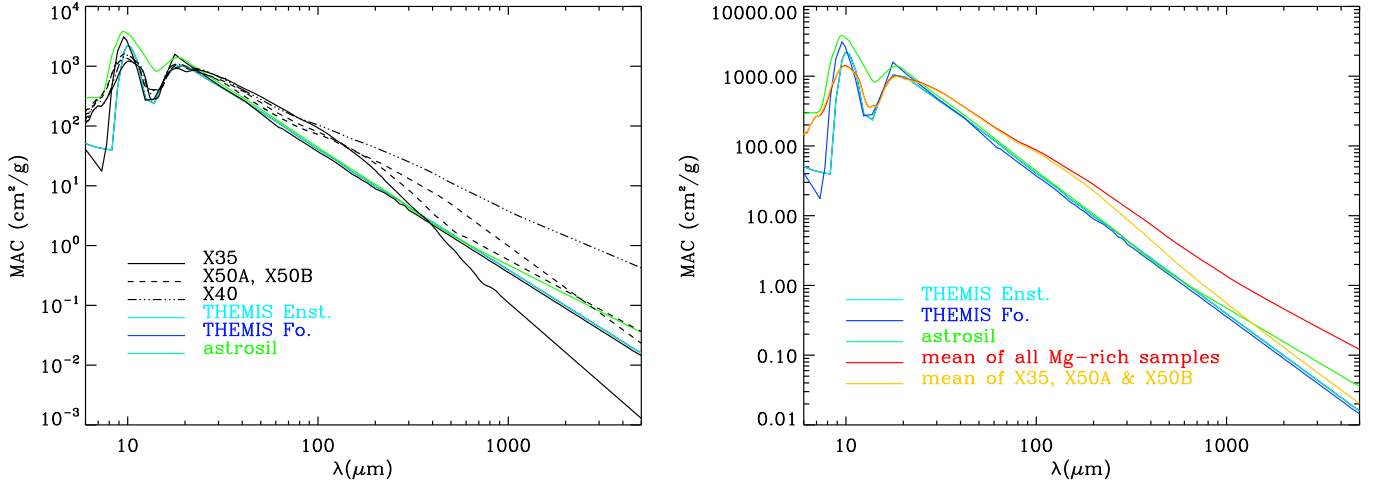 10⁴
10³
10²
10¹
10⁰
10⁻¹
10⁻²
10⁻³
MAC (cm²/g)
X35
X50A, X50B
X40
THEMIS Enst.
THEMIS Fo.
astrosil
10
100
1000
λ(μm)
10000.00
1000.00
100.00
10.00
1.00
0.10
0.01
MAC (cm²/g)
THEMIS Enst.
THEMIS Fo.
astrosil
mean of all Mg-rich samples
mean of X35, X50A & X50B
10
100
1000
λ(μm)